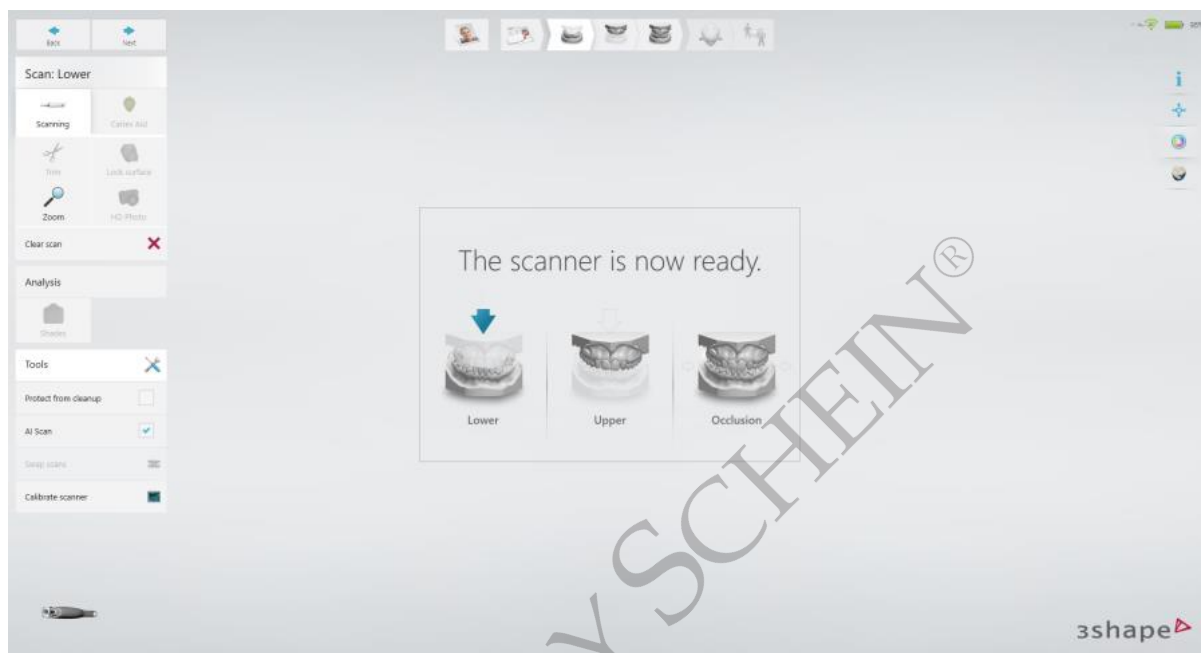 Back
Next
Scan: Lower
Scanning
Caries Aid
Trim
Lock surface
Zoom
HD Photo
Clear scan
Analysis
Shades
Tools
Protect from cleanup
AI Scan
Swap scans
Calibrate scanner
The scanner is now ready.
Lower
Upper
Occlusion
Y SCHEIN®
3shape